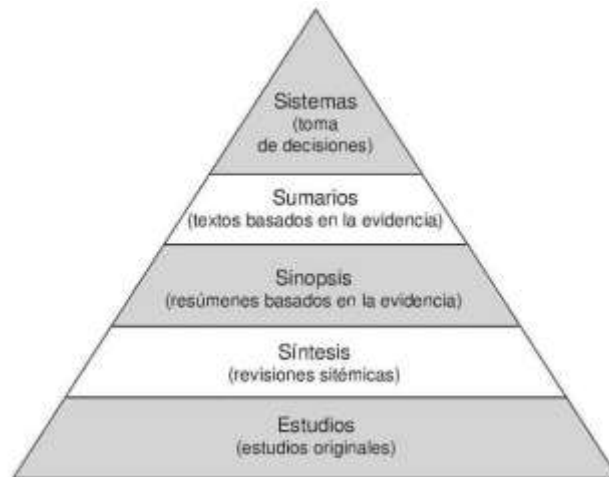 Sistemas
(toma
de decisiones)
Sumarios
(textos basados en la evidencia)
Sinopsis
(resúmenes basados en la evidencia)
Síntesis
(revisiones sitémicas)
Estudios
(estudios originales)